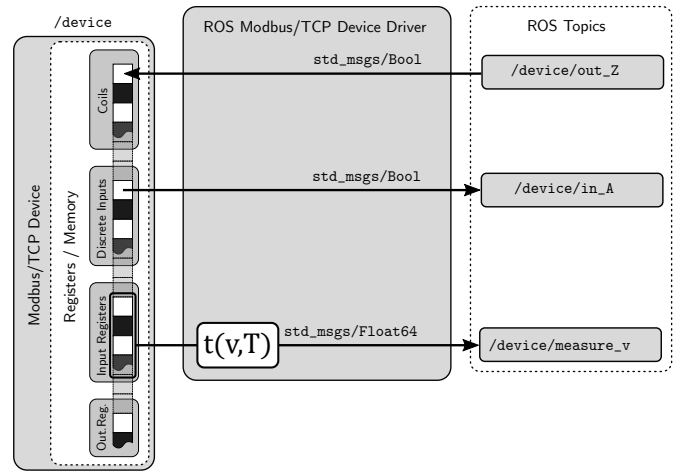 /device
ROS Modbus/TCP Device Driver
ROS Topics
Modbus/TCP Device
Registers / Memory
Coils
std_msgs/Bool
/device/out_Z
Discrete Inputs
std_msgs/Bool
/device/in_A
Input Registers
t(v,T)
std_msgs/Float64
/device/measure_v
Out.Reg.